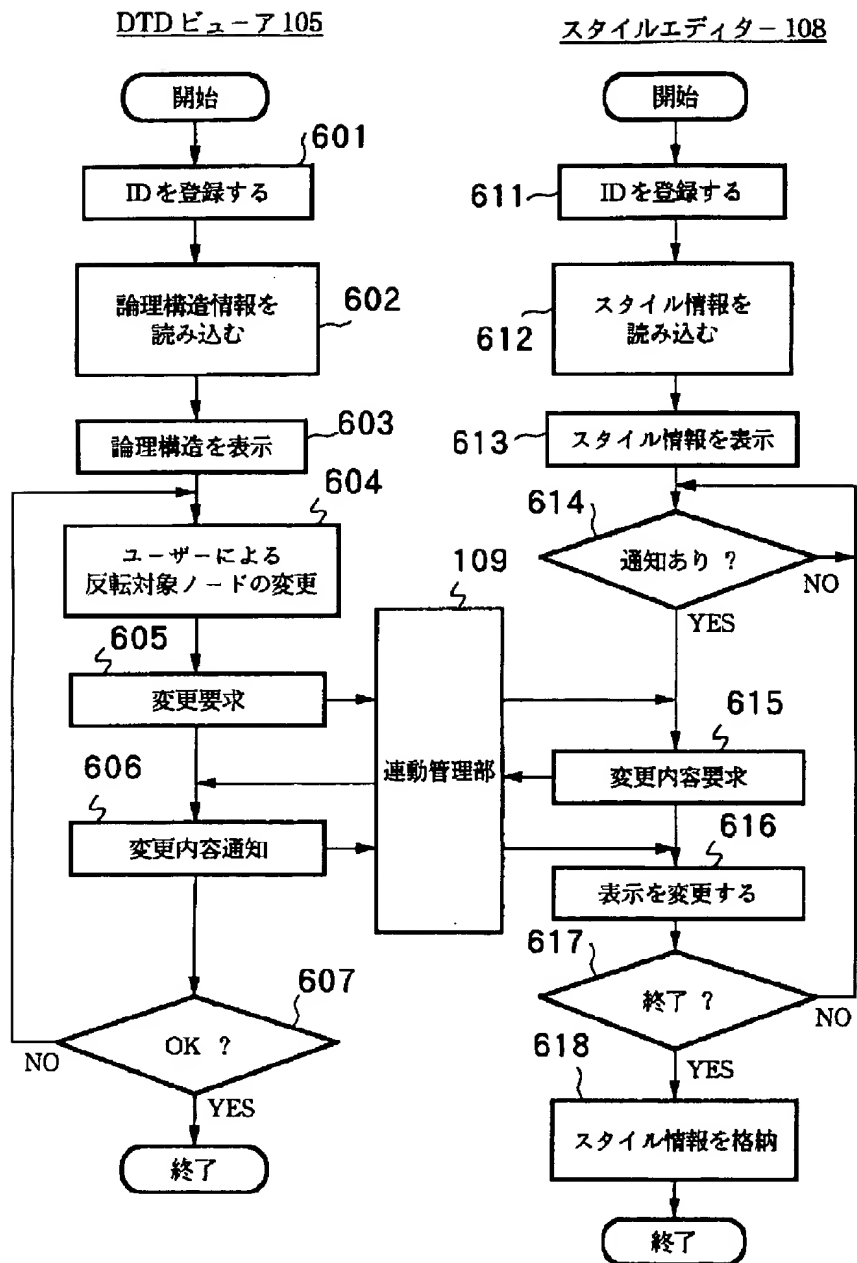 DTDビューア105
開始
601
IDを登録する
602
論理構造情報を
読み込む
603
論理構造を表示
604
ユーザーによる
反転対象ノードの変更
605
変更要求
606
変更内容通知
607
OK ?
NO
YES
終了
109
連動管理部
スタイルエディター108
開始
611
IDを登録する
612
スタイル情報を
読み込む
613
スタイル情報を表示
614
通知あり ?
NO
YES
615
変更内容要求
616
表示を変更する
617
終了 ?
NO
YES
618
スタイル情報を格納
終了